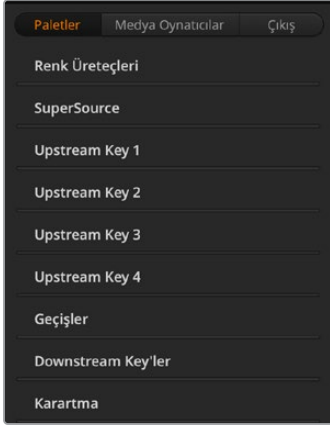 Paletler Medya Oynatıcılar Çıkış
Renk Üreteçleri
SuperSource
Upstream Key 1
Upstream Key 2
Upstream Key 3
Upstream Key 4
Geçişler
Downstream Key'ler
Karartma